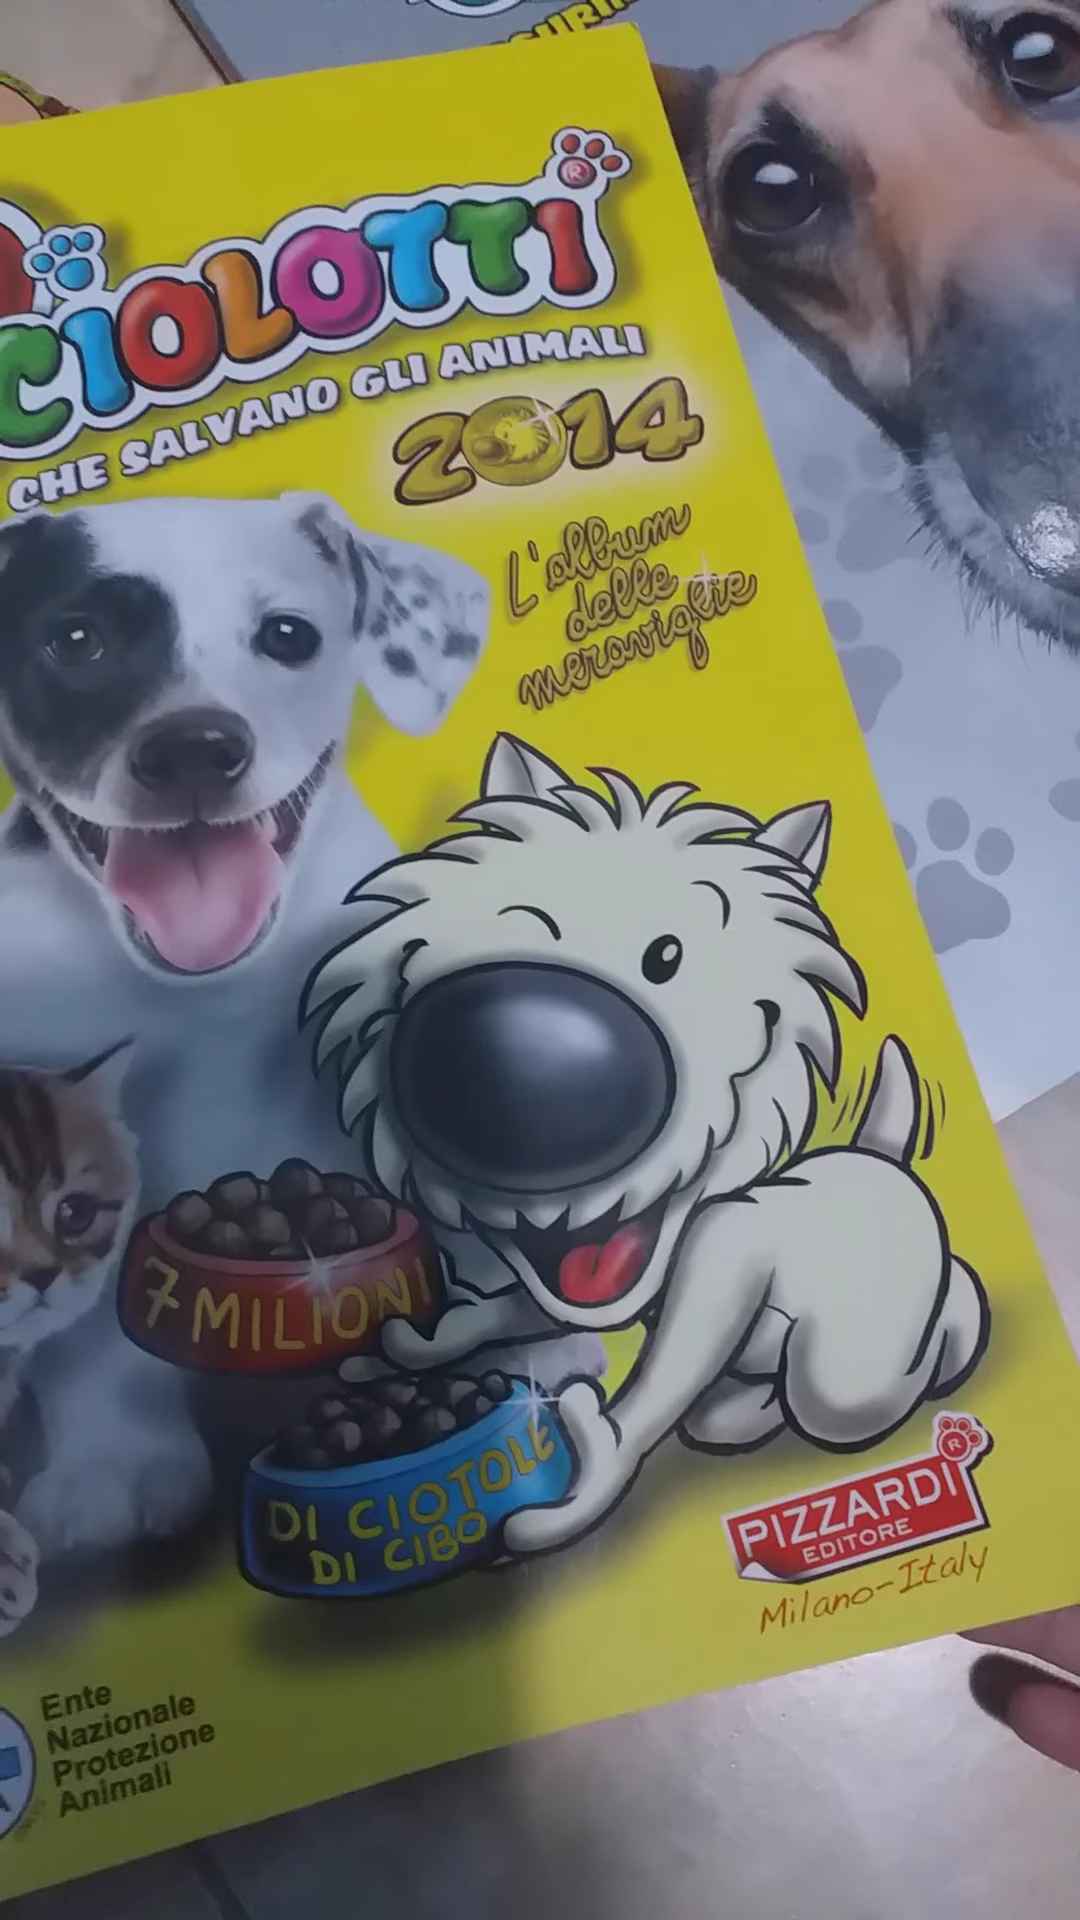 CIOLOTTI
CHE SALVANO GLI ANIMALI
2014
L'album
delle
meraviglie
7 MILIONI
DI CIOTOLE
DI CIBO
PIZZARDI
EDITORE
Milano-Italy
Ente
Nazionale
Protezione
Animali